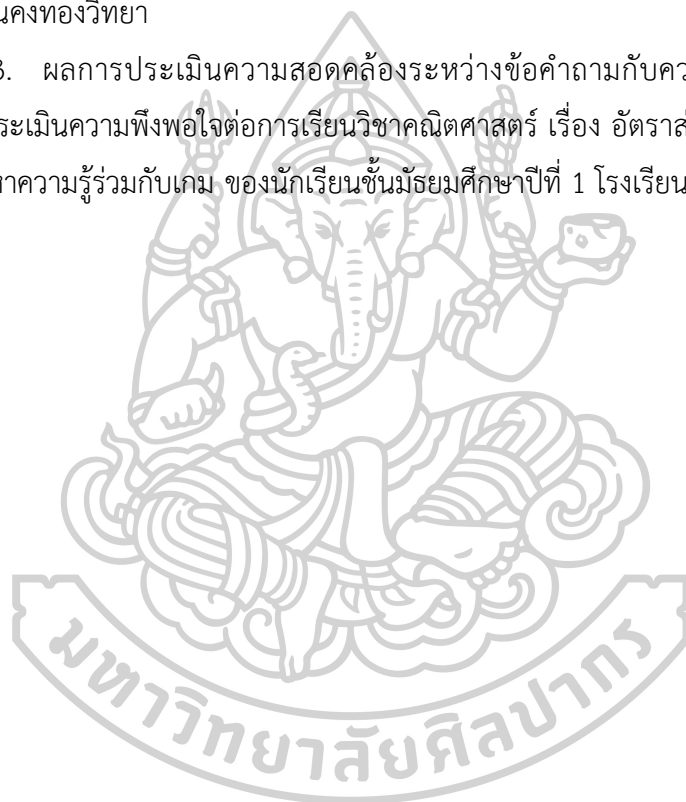 นคงทองวิทยา
3. ผลการประเมินความสอดคล้องระหว่างข้อคำถามกับคว
ระเมินความพึงพอใจต่อการเรียนวิชาคณิตศาสตร์ เรื่อง อัตราส่
หาความรู้ร่วมกับเกม ของนักเรียนชั้นมัธยมศึกษาปีที่ 1 โรงเรียน
มหาวิทยาลัยศิลปากร